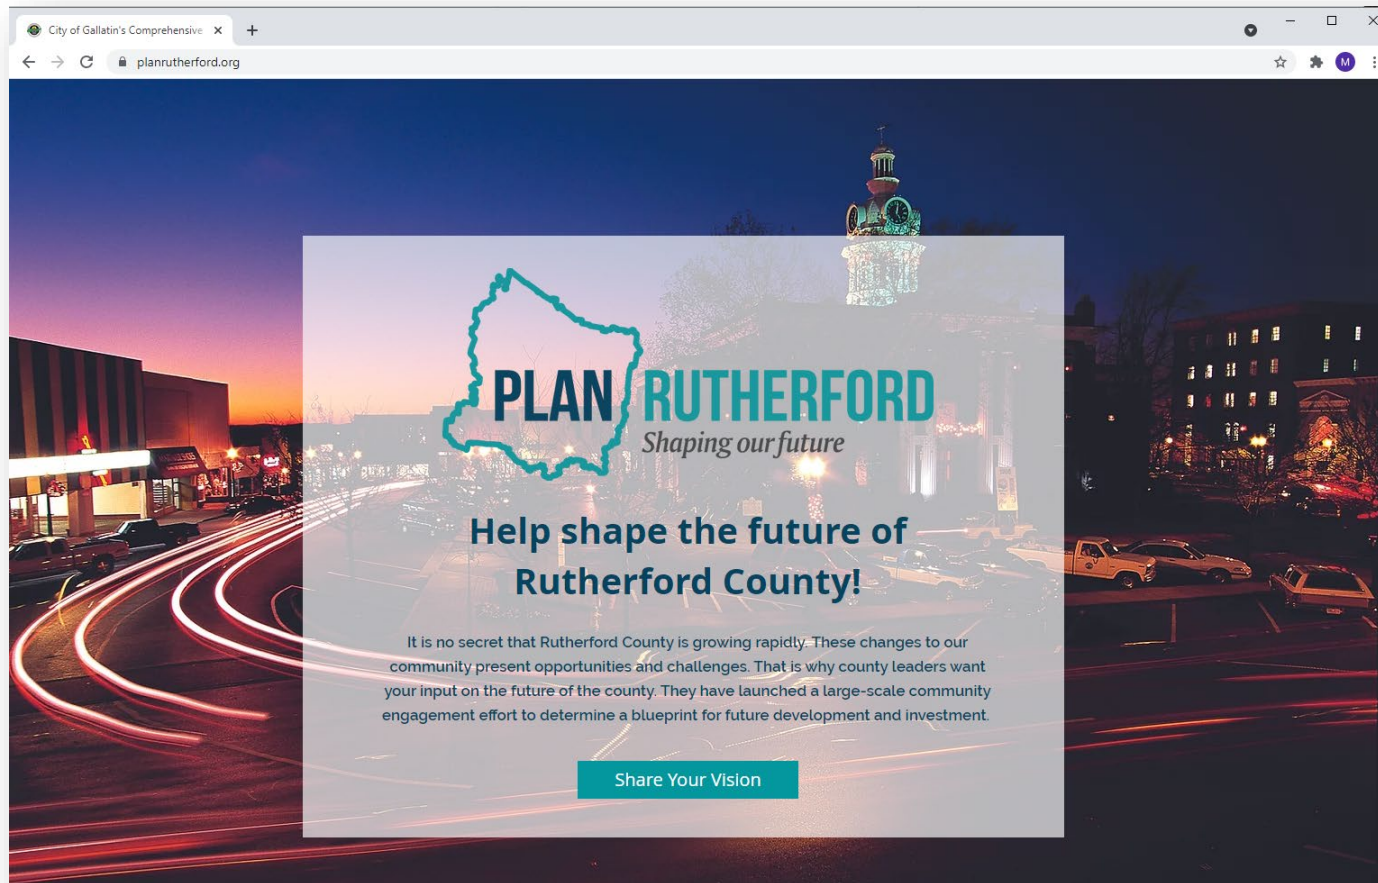 City of Gallatin's Comprehensive
planrutherford.org
M
PLAN RUTHERFORD
Shaping our future
Help shape the future of
Rutherford County!
It is no secret that Rutherford County is growing rapidly. These changes to our
community present opportunities and challenges. That is why county leaders want
your input on the future of the county. They have launched a large-scale community
engagement effort to determine a blueprint for future development and investment.
Share Your Vision